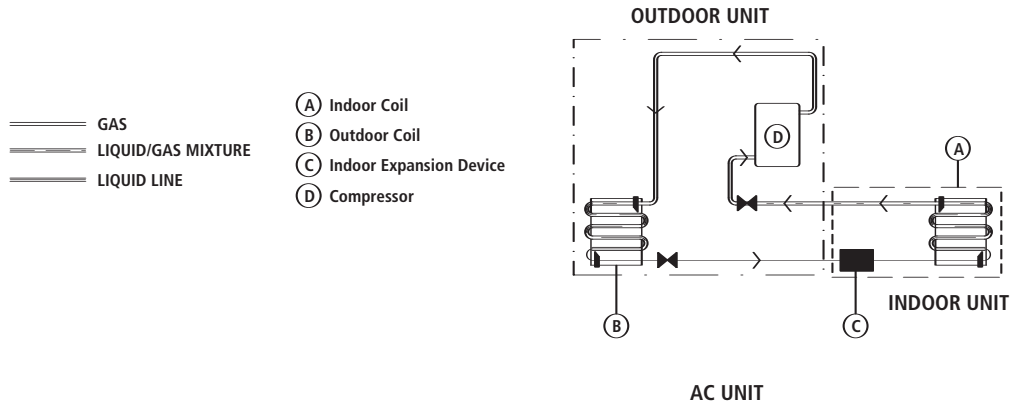 OUTDOOR UNIT
GAS
LIQUID/GAS MIXTURE
LIQUID LINE
A Indoor Coil
B Outdoor Coil
C Indoor Expansion Device
D Compressor
D
A
B
C
INDOOR UNIT
AC UNIT